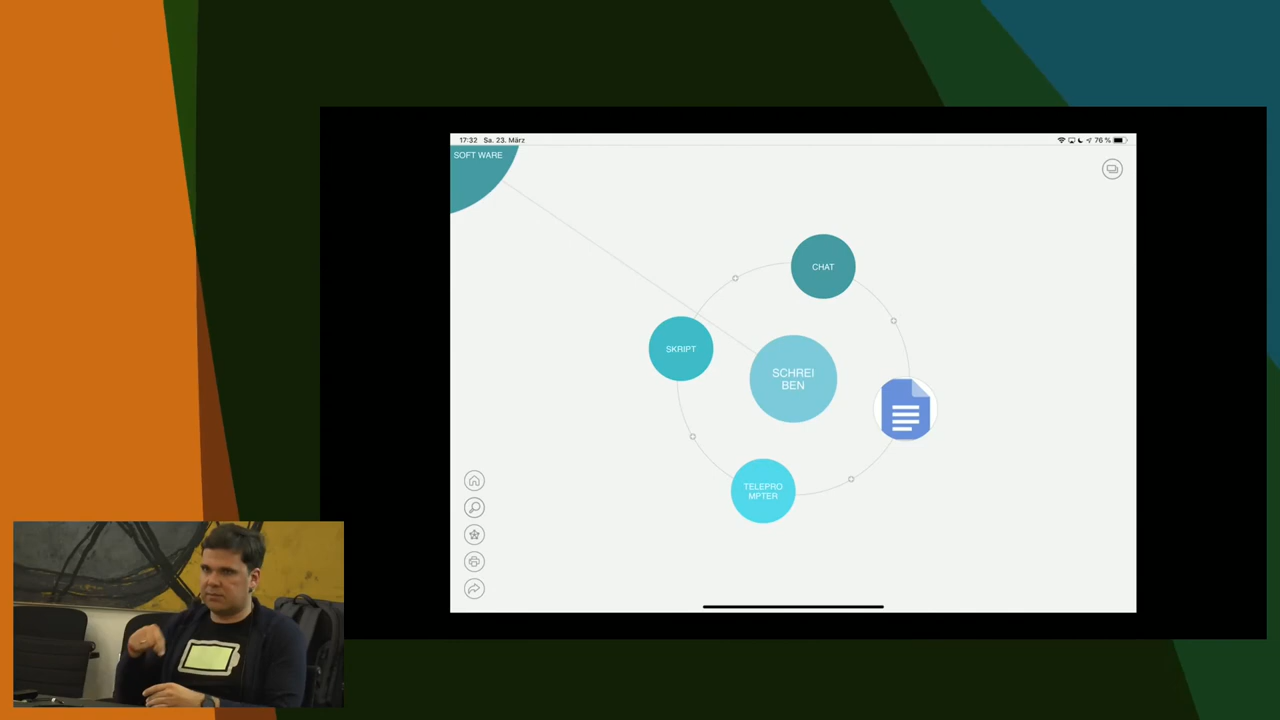 17:32 Sa. 23. März
76 %
SOFT WARE
CHAT
SKRIPT
SCHREI
BEN
TELEPRO
MPTER